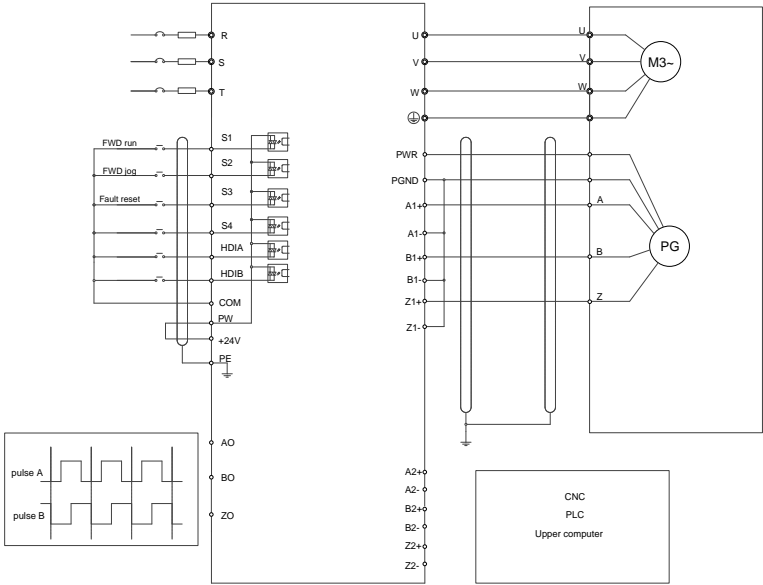 R
S
T
FWD run
FWD jog
Fault reset
S1
S2
S3
S4
HDIA
HDIB
COM
PW
+24V
PE
AO
BO
ZO
U
V
W
PWR
PGND
A1+
A1-
B1+
B1-
Z1+
Z1-
A2+
A2-
B2+
B2-
Z2+
Z2-
U
V
W
M3~
A
B
Z
PG
pulse A
pulse B
CNC
PLC
Upper computer